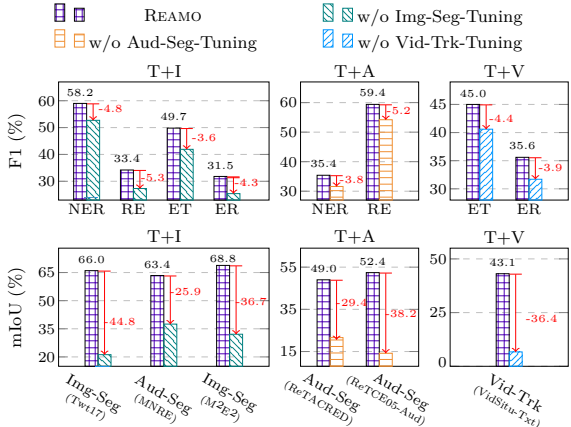 REAMO
w/o Img-Seg-Tuning
w/o Aud-Seg-Tuning
w/o Vid-Trk-Tuning
T+I
T+A
T+V
F1 (%)
60
50
40
30
58.2
-4.8
33.4
-5.3
49.7
-3.6
31.5
-4.3
NER
RE
ET
ER
60
50
40
30
35.4
-3.8
59.4
-5.2
NER
RE
45
40
35
30
45.0
-4.4
35.6
-3.9
ET
ER
T+I
T+A
T+V
mIoU (%)
65
35
15
66.0
-44.8
63.4
-25.9
68.8
-36.7
Img-Seg
(Twt17)
Aud-Seg
(MNRE)
Img-Seg
(M²E2)
55
35
15
49.0
-29.4
52.4
-38.2
Aud-Seg
(ReTACRED)
Aud-Seg
(ReTCE05-Aud)
50
0
43.1
-36.4
Vid-Trk
(VidSitu-Txt)